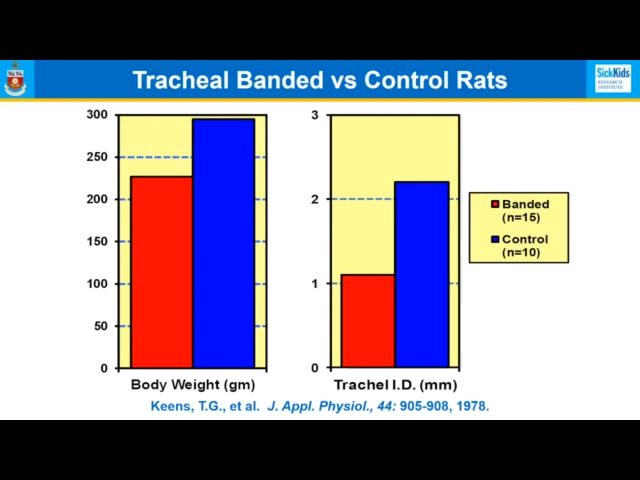 Tracheal Banded vs Control Rats
SickKids
RESEARCH
INSTITUTE
300
250
200
150
100
50
0
Body Weight (gm)
3
2
1
0
Trachel I.D. (mm)
Banded
(n=15)
Control
(n=10)
Keens, T.G., et al. J. Appl. Physiol., 44: 905-908, 1978.